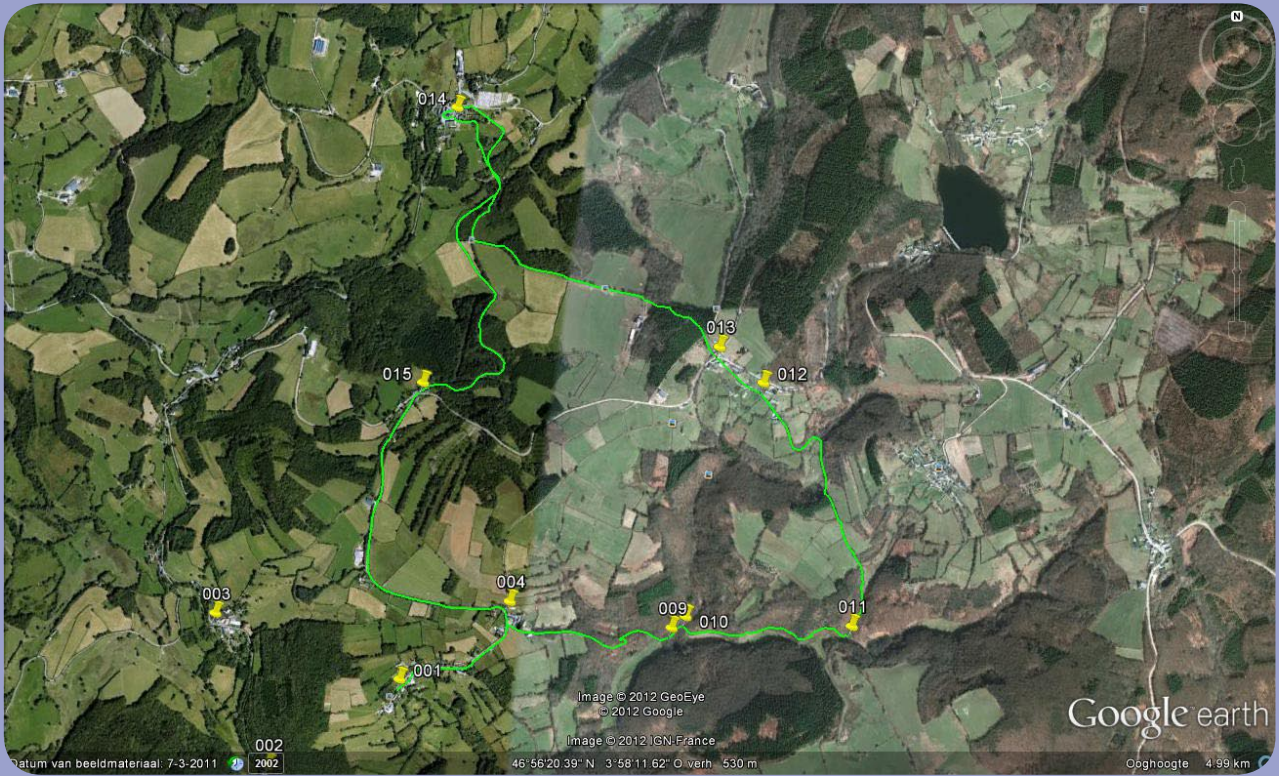 N
014
013
012
015
004
003
009
010
011
001
Image © 2012 GeoEye
© 2012 Google
Google earth
Image © 2012 IGN-France
002
Datum van beeldmateriaal: 7-3-2011
2002
46°56'20.39" N 3°58'11.62" O verh 530 m
Ooghoogte 4.99 km